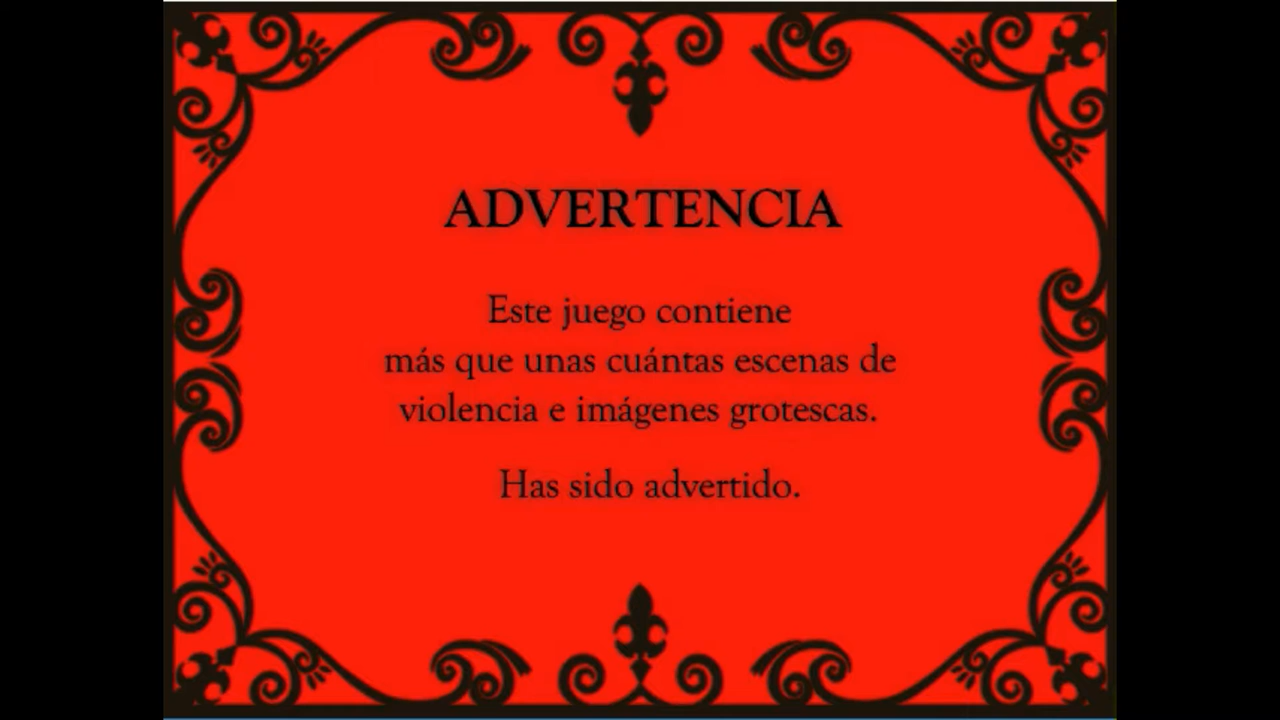 ADVERTENCIA
Este juego contiene
más que unas cuántas escenas de
violencia e imágenes grotescas.
Has sido advertido.